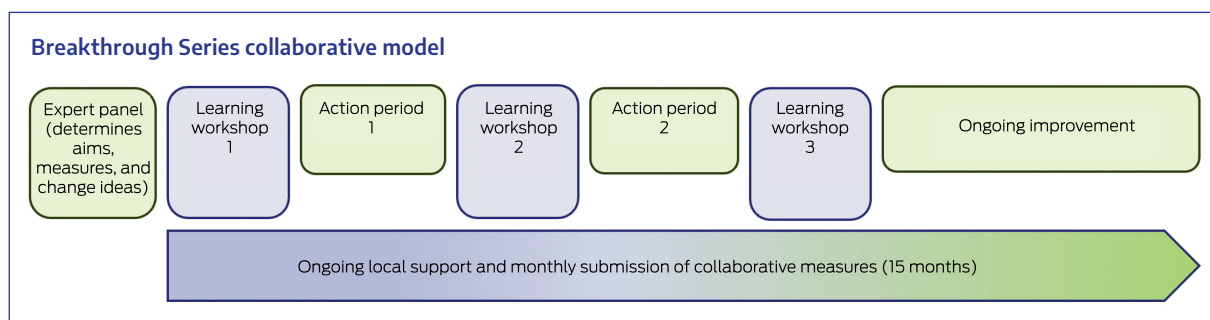 Breakthrough Series collaborative model
Expert panel
(determines
aims,
measures, and
change ideas)
Learning
workshop
1
Action period
1
Learning
workshop
2
Action period
2
Learning
workshop
3
Ongoing improvement
Ongoing local support and monthly submission of collaborative measures (15 months)